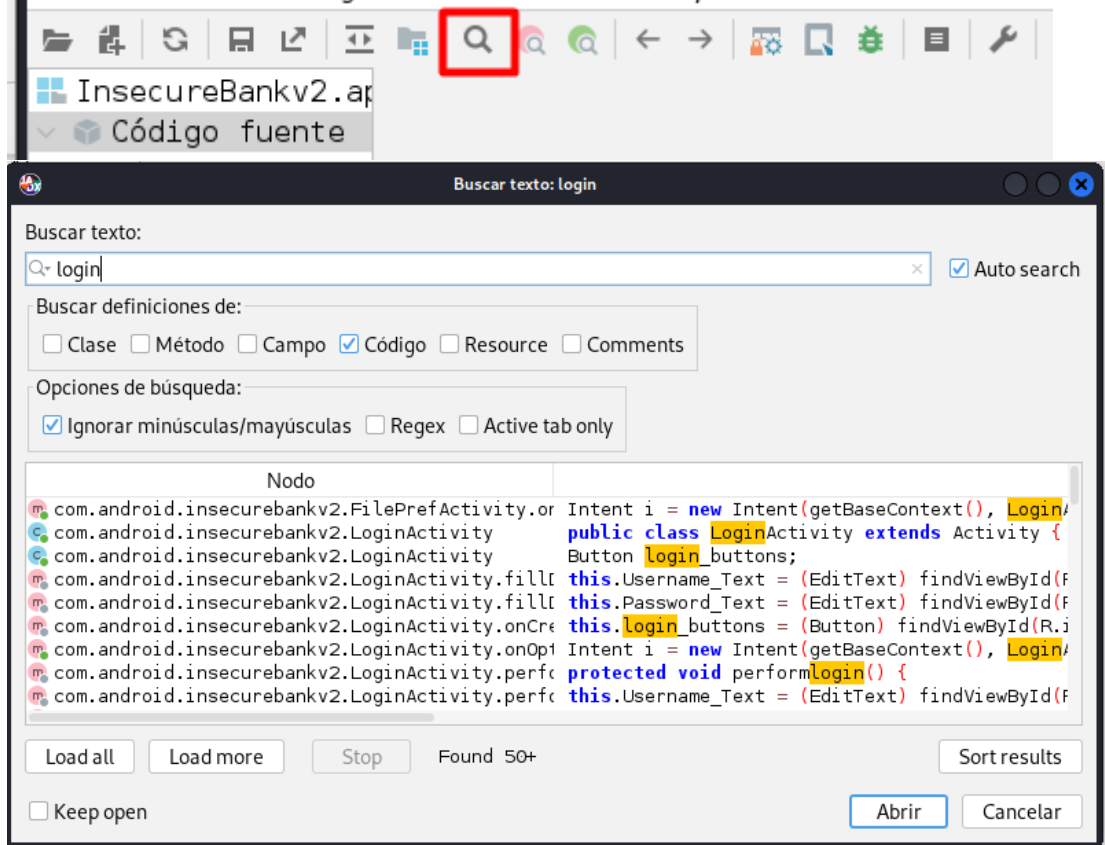 InsecureBankv2.ap
Código fuente
Buscar texto: login
Buscar texto:
login
Auto search
Buscar definiciones de:
Clase Método Campo Código Resource Comments
Opciones de búsqueda:
Ignorar minúsculas/mayúsculas Regex Active tab only
Nodo
com.android.insecurebankv2.FilePrefActivity.or Intent i = new Intent(getBaseContext(), LoginA
com.android.insecurebankv2.LoginActivity public class LoginActivity extends Activity {
com.android.insecurebankv2.LoginActivity Button login_buttons;
com.android.insecurebankv2.LoginActivity.fillD this.Username_Text = (EditText) findViewById(R
com.android.insecurebankv2.LoginActivity.fillD this.Password_Text = (EditText) findViewById(R
com.android.insecurebankv2.LoginActivity.onCre this.login_buttons = (Button) findViewById(R.i
com.android.insecurebankv2.LoginActivity.onOpt Intent i = new Intent(getBaseContext(), LoginA
com.android.insecurebankv2.LoginActivity.perfo protected void performlogin() {
com.android.insecurebankv2.LoginActivity.perfo this.Username_Text = (EditText) findViewById(R
Load all Load more Stop Found 50+ Sort results
Keep open Abrir Cancelar